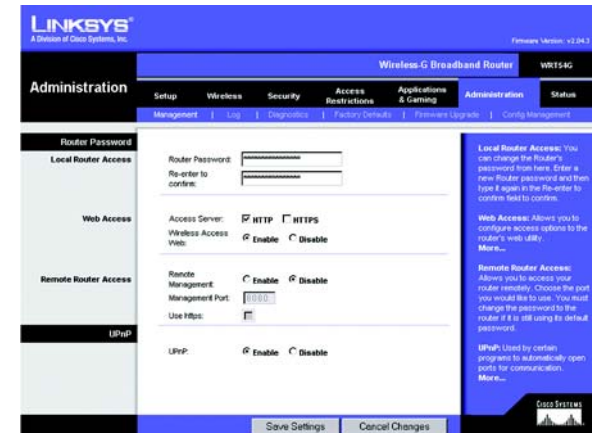 LINKSYS®
A Division of Cisco Systems, Inc.
Firmware Version: v2.04.3
Wireless-G Broadband Router WRT54G
Administration
Setup Wireless Security Access Restrictions Applications & Gaming Administration Status
Management | Log | Diagnostics | Factory Defaults | Firmware Upgrade | Config Management
Router Password
Local Router Access
Router Password:
Re-enter to
confirm:
Web Access
Access Server: HTTP HTTPS
Wireless Access
Web: Enable Disable
Remote Router Access
Remote
Management: Enable Disable
Management Port: 8080
Use https:
UPnP
UPnP: Enable Disable
Local Router Access: You
can change the Router's
password from here. Enter a
new Router password and then
type it again in the Re-enter to
confirm field to confirm.
Web Access: Allows you to
configure access options to the
router's web utility.
More...
Remote Router Access:
Allows you to access your
router remotely. Choose the port
you would like to use. You must
change the password to the
router if it is still using its default
password.
UPnP: Used by certain
programs to automatically open
ports for communication.
More...
Save Settings Cancel Changes
CISCO SYSTEMS